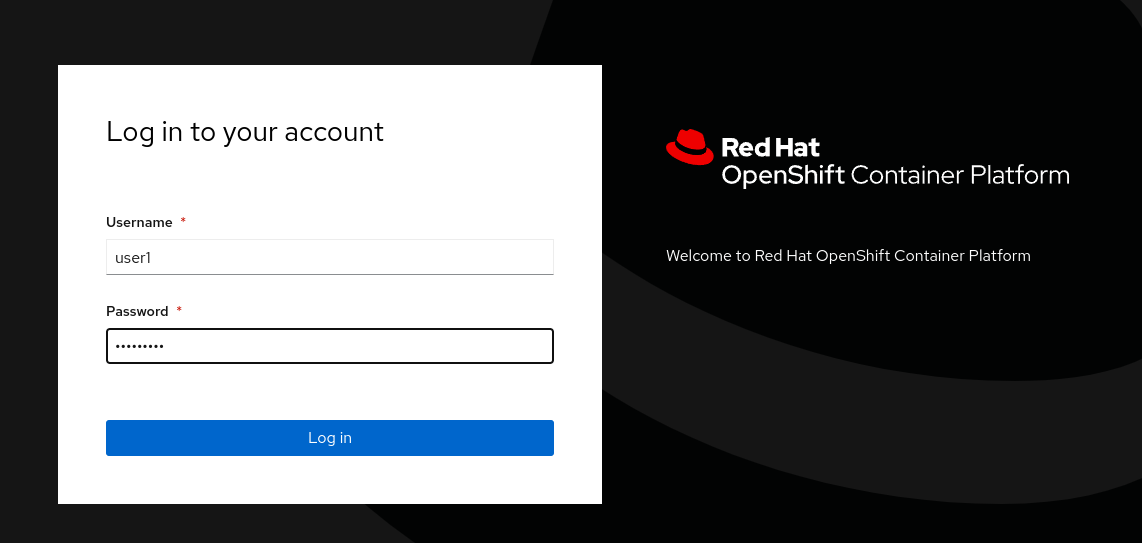 Log in to your account
Username *
user1
Password *
•••••••••
Log in
Red Hat
OpenShift Container Platform
Welcome to Red Hat OpenShift Container Platform